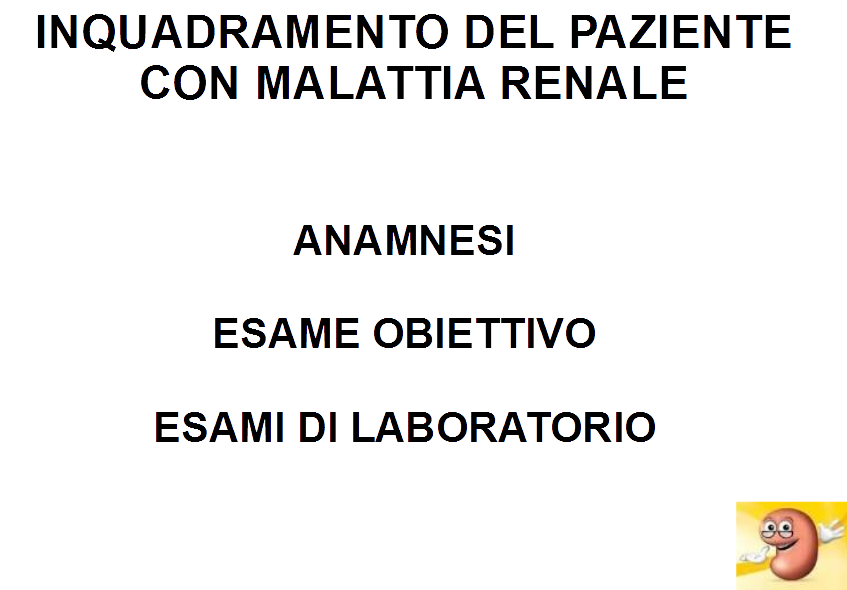 INQUADRAMENTO DEL PAZIENTE
CON MALATTIA RENALE
ANAMNESI
ESAME OBIETTIVO
ESAMI DI LABORATORIO